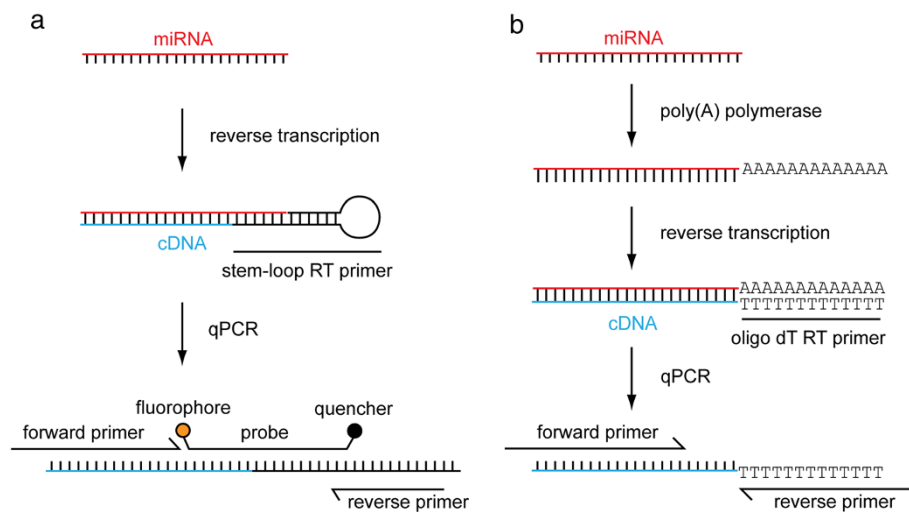 a
miRNA
reverse transcription
cDNA
stem-loop RT primer
qPCR
fluorophore
quencher
forward primer
probe
reverse primer
b
miRNA
poly(A) polymerase
AAAAAAAAAAAAA
reverse transcription
AAAAAAAAAAAAA
TTTTTTTTTTTTT
cDNA
oligo dT RT primer
qPCR
forward primer
TTTTTTTTTTTTT
reverse primer